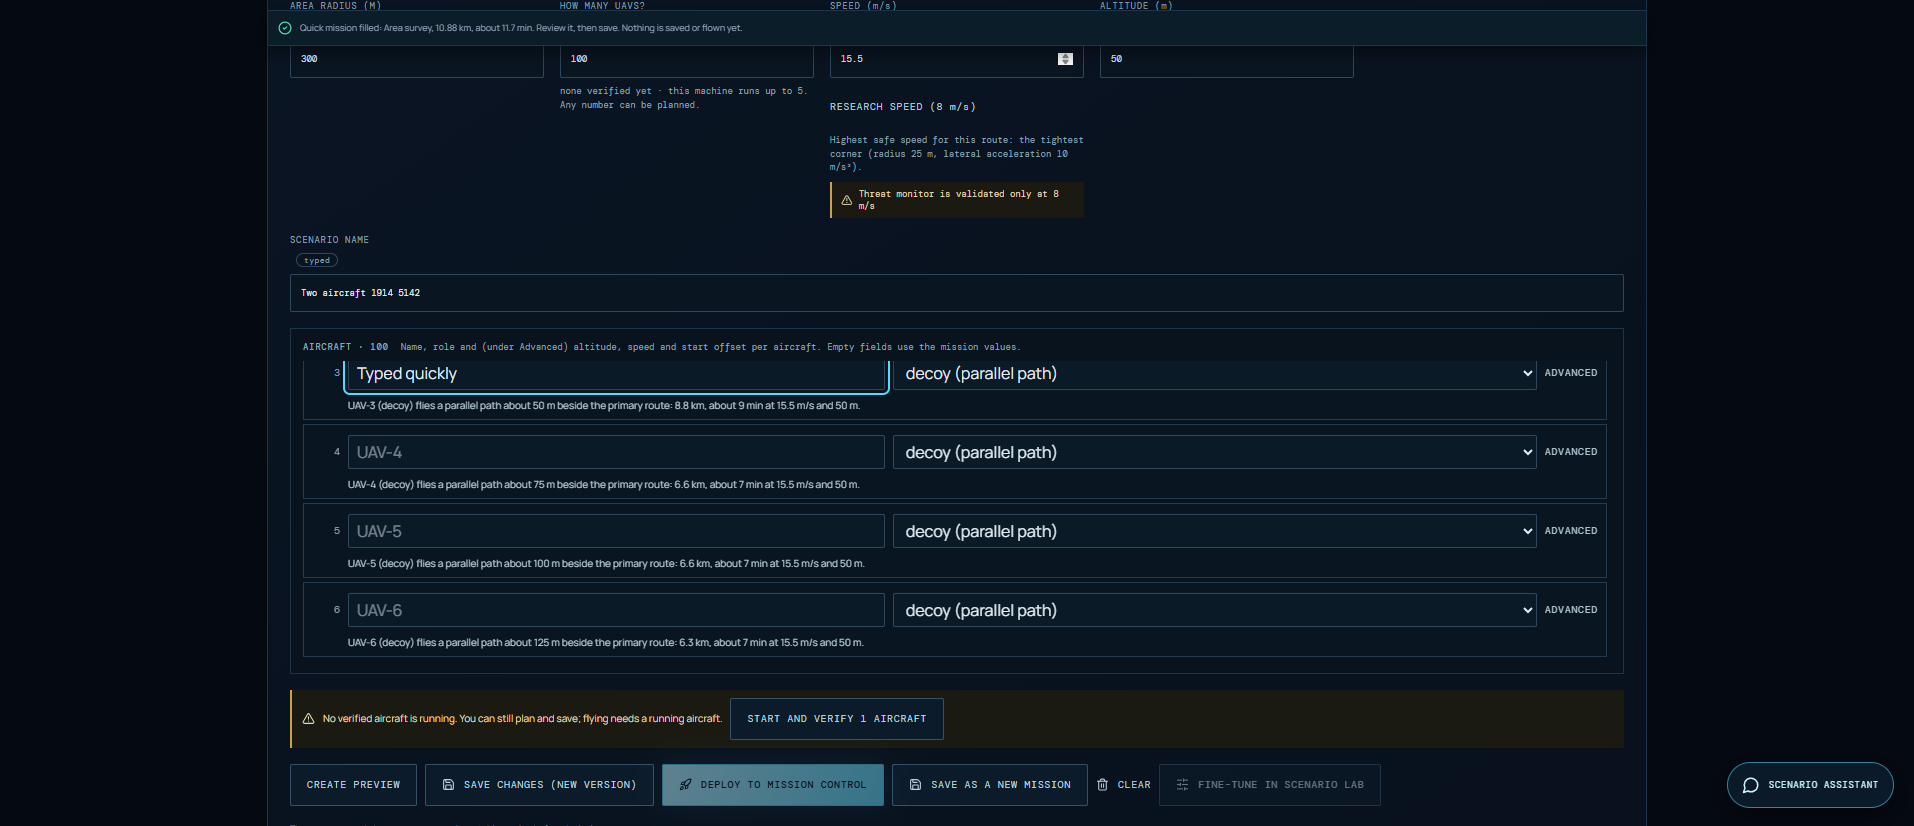 AREA RADIUS (M)
HOW MANY UAVS?
SPEED (m/s)
ALTITUDE (m)
Quick mission filled: Area survey, 10.88 km, about 11.7 min. Review it, then save. Nothing is saved or flown yet.
300
100
15.5
50
none verified yet · this machine runs up to 5.
Any number can be planned.
RESEARCH SPEED (8 m/s)
Highest safe speed for this route: the tightest
corner (radius 25 m, lateral acceleration 10
m/s²).
Threat monitor is validated only at 8
m/s
SCENARIO NAME
typed
Two aircraft 1914 5142
AIRCRAFT · 100 Name, role and (under Advanced) altitude, speed and start offset per aircraft. Empty fields use the mission values.
3 Typed quickly decoy (parallel path) ADVANCED
UAV-3 (decoy) flies a parallel path about 50 m beside the primary route: 8.8 km, about 9 min at 15.5 m/s and 50 m.
4 UAV-4 decoy (parallel path) ADVANCED
UAV-4 (decoy) flies a parallel path about 75 m beside the primary route: 6.6 km, about 7 min at 15.5 m/s and 50 m.
5 UAV-5 decoy (parallel path) ADVANCED
UAV-5 (decoy) flies a parallel path about 100 m beside the primary route: 6.6 km, about 7 min at 15.5 m/s and 50 m.
6 UAV-6 decoy (parallel path) ADVANCED
UAV-6 (decoy) flies a parallel path about 125 m beside the primary route: 6.3 km, about 7 min at 15.5 m/s and 50 m.
No verified aircraft is running. You can still plan and save; flying needs a running aircraft.
START AND VERIFY 1 AIRCRAFT
CREATE PREVIEW
SAVE CHANGES (NEW VERSION)
DEPLOY TO MISSION CONTROL
SAVE AS A NEW MISSION
CLEAR
FINE-TUNE IN SCENARIO LAB
SCENARIO ASSISTANT